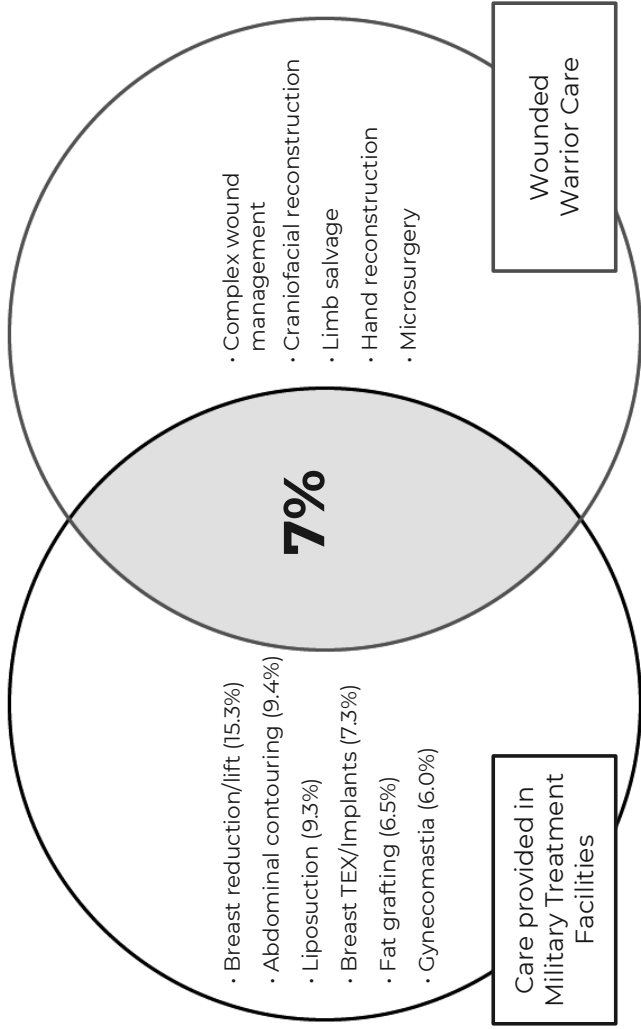 · Breast reduction/lift (15.3%)
· Abdominal contouring (9.4%)
· Liposuction (9.3%)
· Breast TEX/Implants (7.3%)
· Fat grafting (6.5%)
· Gynecomastia (6.0%)
Care provided in
Military Treatment
Facilities
7%
· Complex wound
management
· Craniofacial reconstruction
· Limb salvage
· Hand reconstruction
· Microsurgery
Wounded
Warrior Care